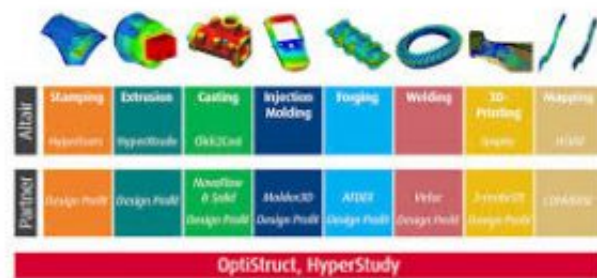 Altair
Stamping
HyperForm
Extrusion
HyperXtrude
Casting
Click2Cast
Injection
Molding
Forging
Welding
3D-
Printing
Mapping
Partner
Design Profit
Design Profit
NovaFlow
& Solid
Design Profit
Moldex3D
Design Profit
AFDEX
Design Profit
Design Profit
Design Profit
OptiStruct, HyperStudy